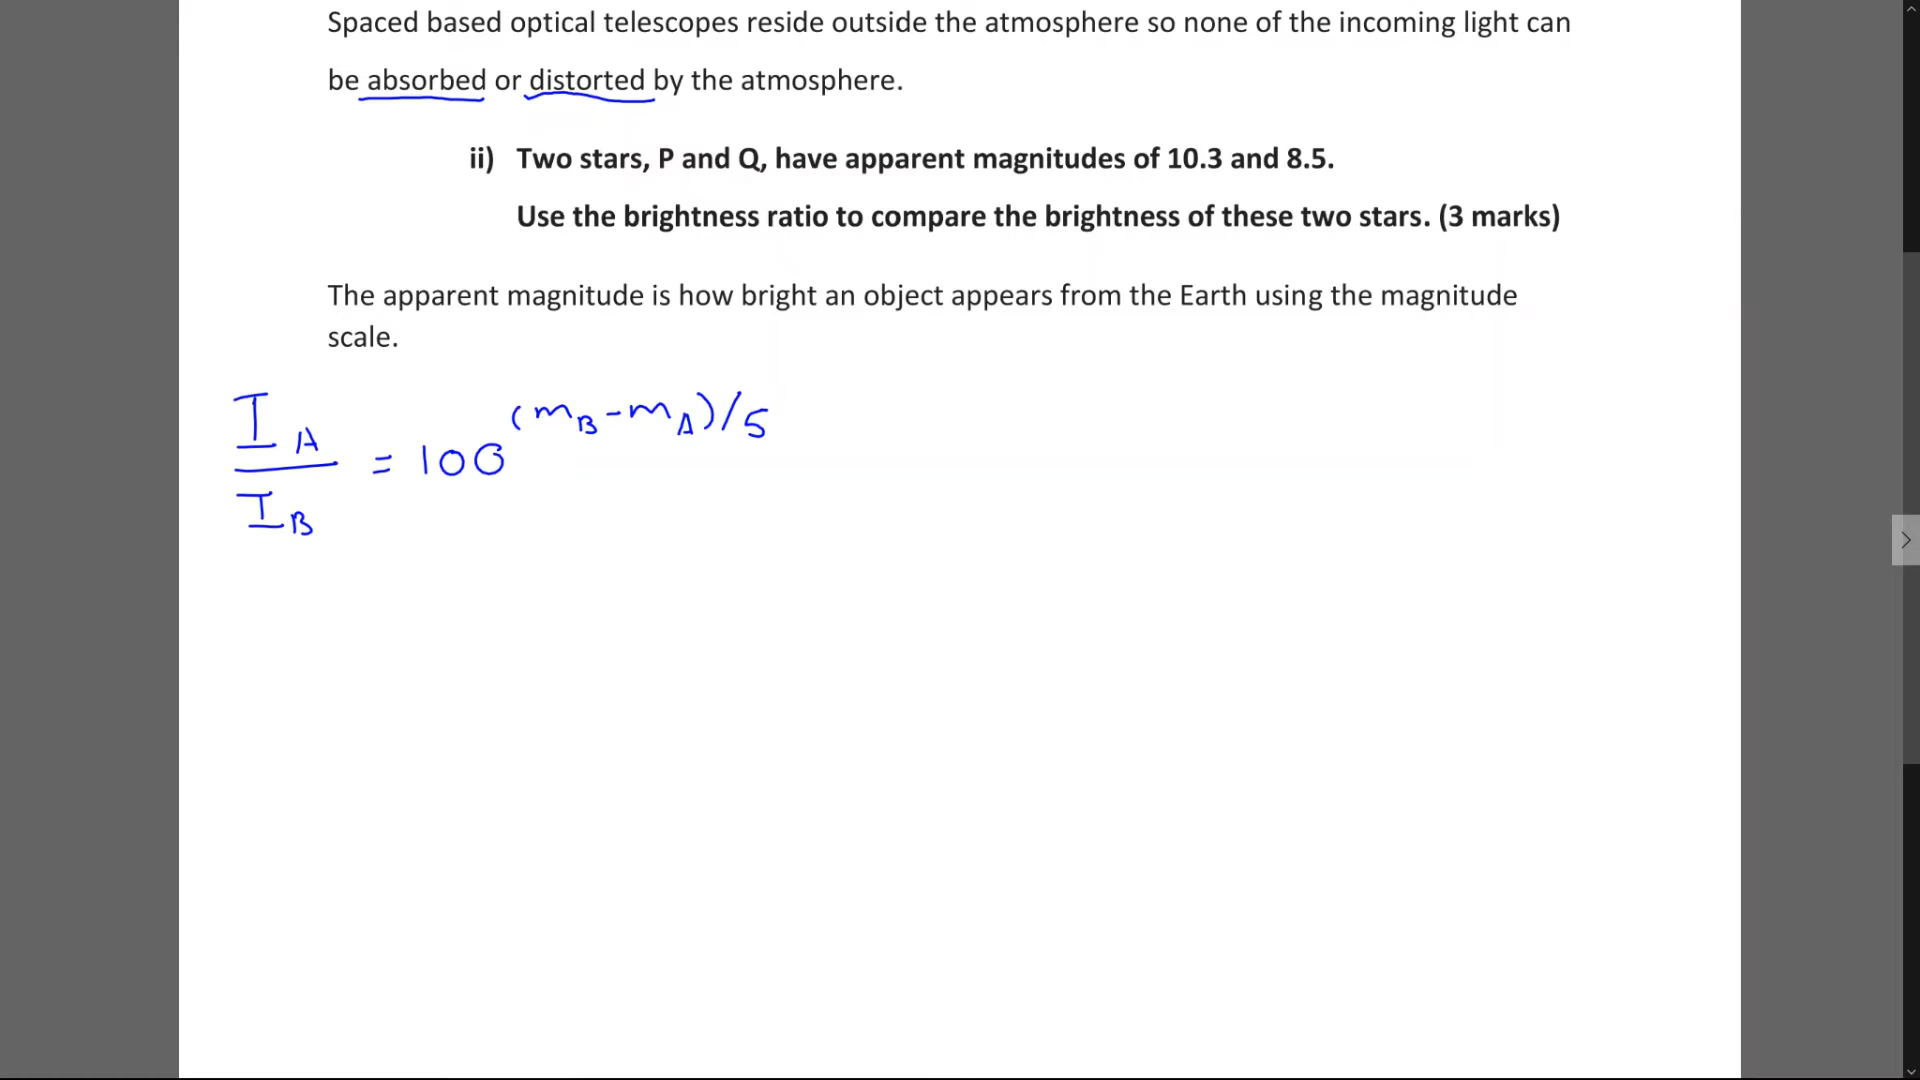 Spaced based optical telescopes reside outside the atmosphere so none of the incoming light can
be absorbed or distorted by the atmosphere.
ii) Two stars, P and Q, have apparent magnitudes of 10.3 and 8.5.
Use the brightness ratio to compare the brightness of these two stars. (3 marks)
The apparent magnitude is how bright an object appears from the Earth using the magnitude
scale.
I_A / I_B = 100^(m_B - m_A)/5